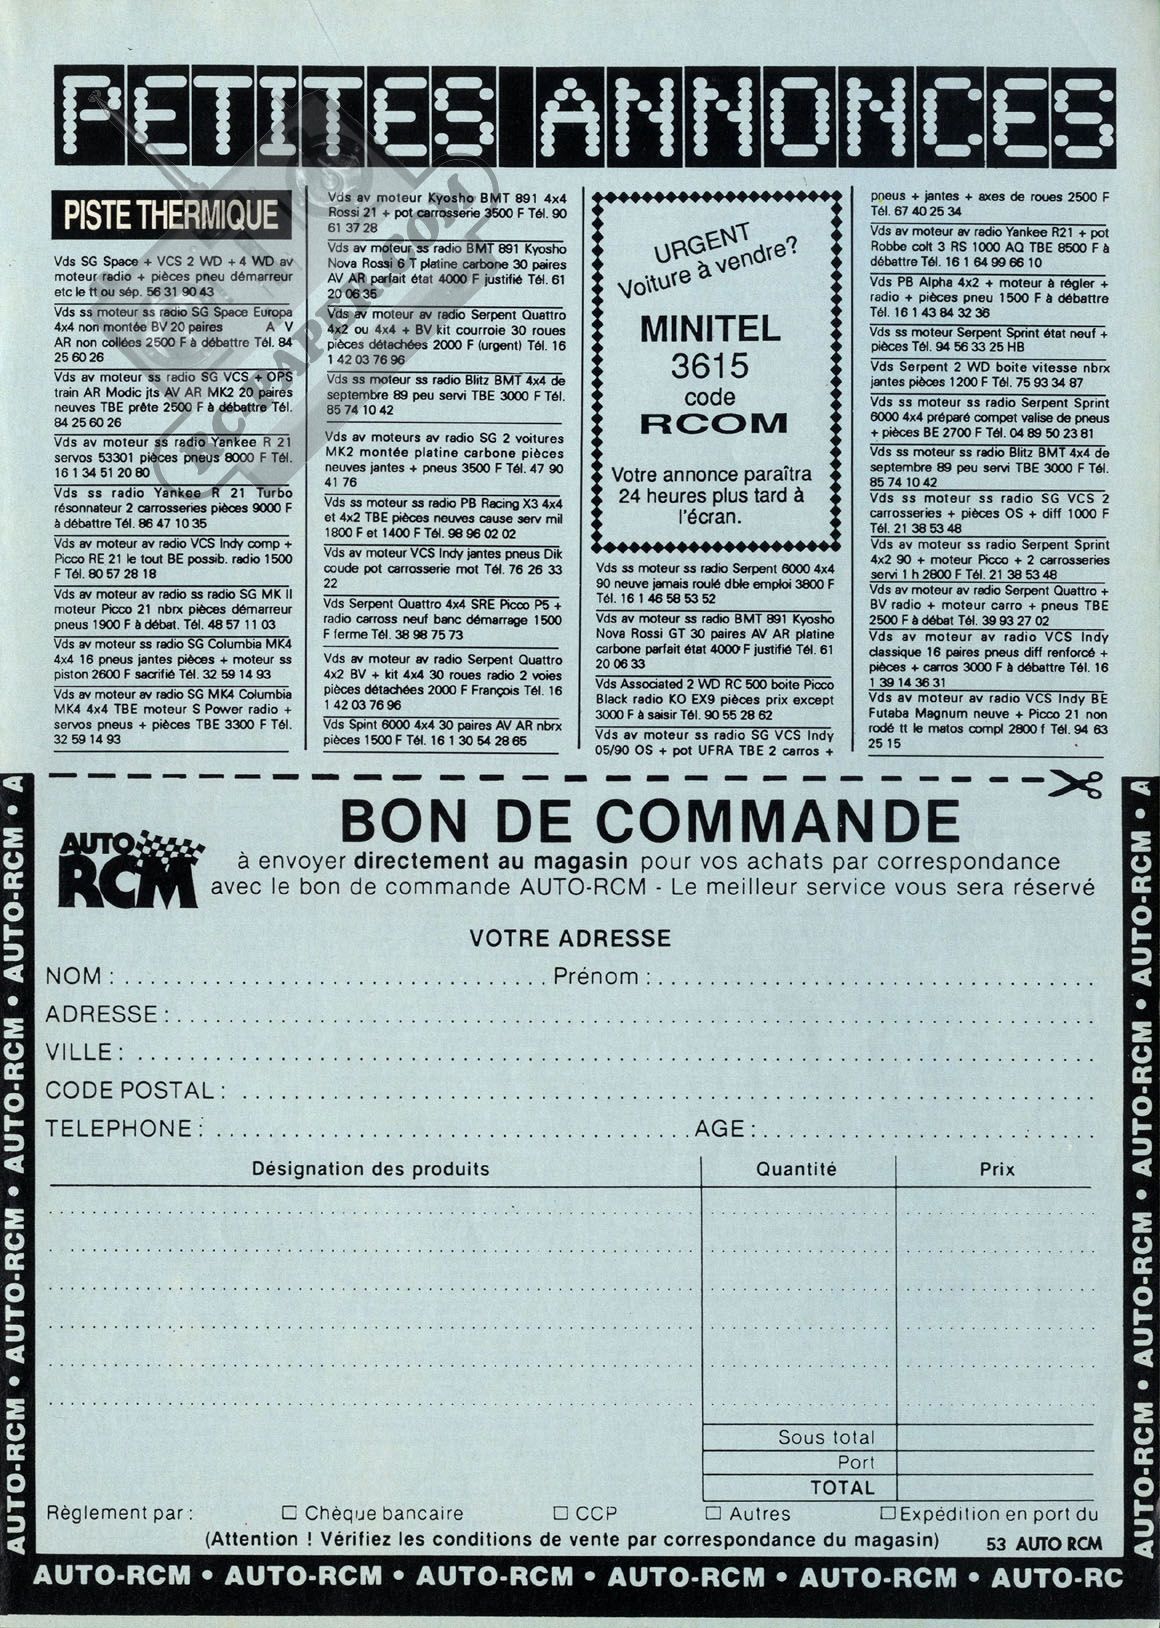 PETITES ANNONCES
PISTE THERMIQUE
Vds SG Space + VCS 2 WD + 4 WD av
moteur radio + pièces pneu démarreur
etc le tt ou sép. 56 31 90 43
Vds ss moteur ss radio SG Space Europa
4x4 non montée BV 20 paires A V
AR non collées 2500 F à débattre Tél. 84
25 60 26
Vds av moteur ss radio SG VCS + OPS
train AR Modic jts AV AR MK2 20 paires
neuves TBE prête 2500 F à débattre Tél.
84 25 60 26
Vds av moteur ss radio Yankee R 21
servos 53301 pièces pneus 8000 F Tél.
16 1 34 51 20 80
Vds ss radio Yankee R 21 Turbo
résonnateur 2 carrosseries pièces 9000 F
à débattre Tél. 86 47 10 35
Vds av moteur av radio VCS Indy comp +
Picco RE 21 le tout BE possib. radio 1500
F Tél. 80 57 28 18
Vds av moteur av radio ss radio SG MK II
moteur Picco 21 nbrx pièces démarreur
pneus 1900 F à débat. Tél. 48 57 11 03
Vds av moteur ss radio SG Columbia MK4
4x4 16 pneus jantes pièces + moteur ss
piston 2600 F sacrifié Tél. 32 59 14 93
Vds av moteur av radio SG MK4 Columbia
MK4 4x4 TBE moteur S Power radio +
servos pneus + pièces TBE 3300 F Tél.
32 59 14 93
Vds av moteur Kyosho BMT 891 4x4
Rossi 21 + pot carrosserie 3500 F Tél. 90
61 37 28
Vds av moteur ss radio BMT 891 Kyosho
Nova Rossi 6 T platine carbone 30 paires
AV AR parfait état 4000 F justifié Tél. 61
20 06 35
Vds av moteur av radio Serpent Quattro
4x2 ou 4x4 + BV kit courroie 30 roues
pièces détachées 2000 F (urgent) Tél. 16
1 42 03 76 96
Vds ss moteur ss radio Blitz BMT 4x4 de
septembre 89 peu servi TBE 3000 F Tél.
85 74 10 42
Vds av moteurs av radio SG 2 voitures
MK2 montée platine carbone pièces
neuves jantes + pneus 3500 F Tél. 47 90
41 76
Vds ss moteur ss radio PB Racing X3 4x4
et 4x2 TBE pièces neuves cause serv mil
1800 F et 1400 F Tél. 98 96 02 02
Vds av moteur VCS Indy jantes pneus Dik
coude pot carrosserie mot Tél. 76 26 33
22
Vds Serpent Quattro 4x4 SRE Picco P5 +
radio carross neuf banc démarrage 1500
F ferme Tél. 38 98 75 73
Vds av moteur av radio Serpent Quattro
4x2 BV + kit 4x4 30 roues radio 2 voies
pièces détachées 2000 F François Tél. 16
1 42 03 76 96
Vds Spint 6000 4x4 30 paires AV AR nbrx
pièces 1500 F Tél. 16 1 30 54 28 65
URGENT
Voiture à vendre?
MINITEL
3615
code
RCOM
Votre annonce paraîtra
24 heures plus tard à
l'écran.
Vds ss moteur ss radio Serpent 6000 4x4
90 neuve jamais roulé dble emploi 3800 F
Tél. 16 1 46 58 53 52
Vds av moteur ss radio BMT 891 Kyosho
Nova Rossi GT 30 paires AV AR platine
carbone parfait état 4000 F justifié Tél. 61
20 06 33
Vds Associated 2 WD RC 500 boite Picco
Black radio KO EX9 pièces prix except
3000 F à saisir Tél. 90 55 28 62
Vds av moteur ss radio SG VCS Indy
05/90 OS + pot UFRA TBE 2 carros +
pneus + jantes + axes de roues 2500 F
Tél. 67 40 25 34
Vds av moteur av radio Yankee R21 + pot
Robbe colt 3 RS 1000 AQ TBE 8500 F à
débattre Tél. 16 1 64 99 66 10
Vds PB Alpha 4x2 + moteur à régler +
radio + pièces pneu 1500 F à débattre
Tél. 16 1 43 84 32 36
Vds ss moteur Serpent Sprint état neuf +
pièces Tél. 94 56 33 25 HB
Vds Serpent 2 WD boite vitesse nbrx
jantes pièces 1200 F Tél. 75 93 34 87
Vds ss moteur ss radio Serpent Sprint
6000 4x4 préparé compet valise de pneus
+ pièces BE 2700 F Tél. 04 89 50 23 81
Vds ss moteur ss radio Blitz BMT 4x4 de
septembre 89 peu servi TBE 3000 F Tél.
85 74 10 42
Vds ss moteur ss radio SG VCS 2
carrosseries + pièces OS + diff 1000 F
Tél. 21 38 53 48
Vds av moteur ss radio Serpent Sprint
4x2 90 + moteur Picco + 2 carrosseries
servi 1 h 2800 F Tél. 21 38 53 48
Vds av moteur av radio Serpent Quattro +
BV radio + moteur carro + pneus TBE
2500 F à débat Tél. 39 93 27 02
Vds av moteur av radio VCS Indy
classique 16 paires pneus diff renforcé +
pièces + carros 3000 F à débattre Tél. 16
1 39 14 36 31
Vds av moteur av radio VCS Indy BE
Futaba Magnum neuve + Picco 21 non
rodé tt le matos compl 2800 f Tél. 94 63
25 15
RC-PAPER.COM
AUTO RCM
BON DE COMMANDE
à envoyer directement au magasin pour vos achats par correspondance
avec le bon de commande AUTO-RCM - Le meilleur service vous sera réservé
VOTRE ADRESSE
NOM : Prénom :
ADRESSE :
VILLE :
CODE POSTAL :
TELEPHONE : AGE :
Désignation des produits Quantité Prix
Sous total
Port
TOTAL
Règlement par : □ Chèque bancaire □ CCP □ Autres □ Expédition en port du
(Attention ! Vérifiez les conditions de vente par correspondance du magasin) 53 AUTO RCM
AUTO-RCM • AUTO-RCM • AUTO-RCM • AUTO-RCM • A
AUTO-RCM • AUTO-RCM • AUTO-RCM • AUTO-RCM • A
AUTO-RCM • AUTO-RCM • AUTO-RCM • AUTO-RCM • AUTO-RCM • AUTO-RC